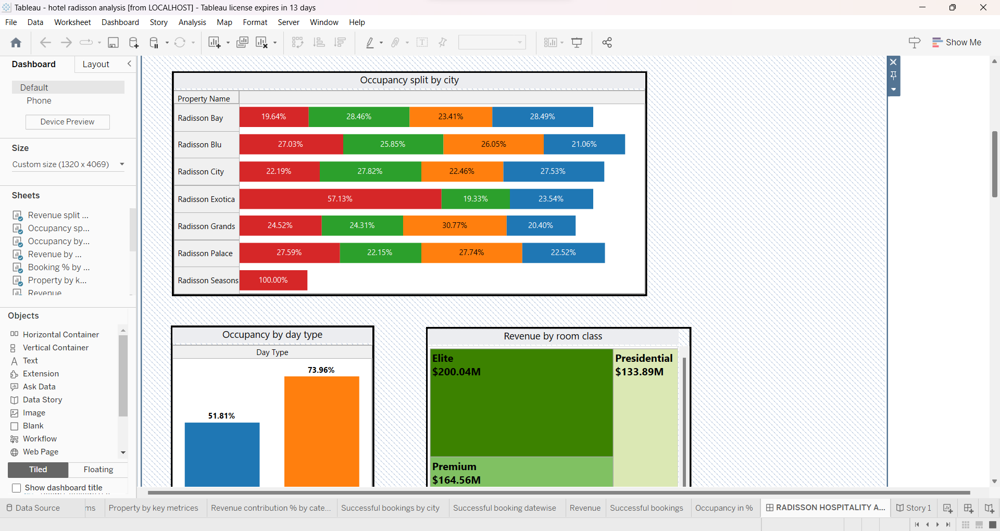 Tableau - hotel radisson analysis [from LOCALHOST] - Tableau license expires in 13 days
File Data Worksheet Dashboard Story Analysis Map Format Server Window Help
Show Me
Dashboard Layout
Default
Phone
Device Preview
Size
Custom size (1320 x 4069)
Sheets
Revenue split ...
Occupancy sp...
Occupancy by...
Revenue by ...
Booking % by ...
Property by k...
Revenue
Objects
Horizontal Container
Vertical Container
Text
Extension
Ask Data
Data Story
Image
Blank
Workflow
Web Page
Tiled Floating
Show dashboard title
Occupancy split by city
Property Name
Radisson Bay 19.64% 28.46% 23.41% 28.49%
Radisson Blu 27.03% 25.85% 26.05% 21.06%
Radisson City 22.19% 27.82% 22.46% 27.53%
Radisson Exotica 57.13% 19.33% 23.54%
Radisson Grands 24.52% 24.31% 30.77% 20.40%
Radisson Palace 27.59% 22.15% 27.74% 22.52%
Radisson Seasons 100.00%
Occupancy by day type
Day Type
73.96%
51.81%
Revenue by room class
Elite
$200.04M
Presidential
$133.89M
Premium
$164.56M
Data Source ms Property by key metrices Revenue contribution % by cate... Successful bookings by city Successful booking datewise Revenue Successful bookings Occupancy in % RADISSON HOSPITALITY A... Story 1